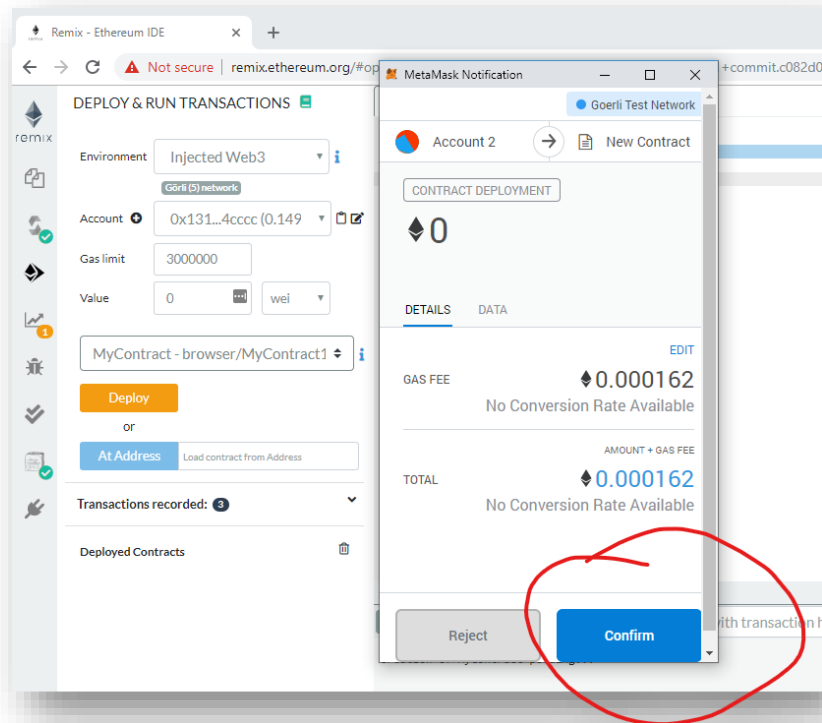 Remix - Ethereum IDE
Not secure | remix.ethereum.org/#op
+commit.c082d0
MetaMask Notification
remix
DEPLOY & RUN TRANSACTIONS
Environment
Injected Web3
Görli (5) network
Account
0x131...4cccc (0.149
Gas limit
3000000
Value
0
wei
1
MyContract - browser/MyContract1
Deploy
or
At Address
Load contract from Address
Transactions recorded: 3
Deployed Contracts
Goerli Test Network
Account 2
New Contract
CONTRACT DEPLOYMENT
0
DETAILS
DATA
EDIT
GAS FEE
0.000162
No Conversion Rate Available
AMOUNT + GAS FEE
TOTAL
0.000162
No Conversion Rate Available
Reject
Confirm
with transaction h